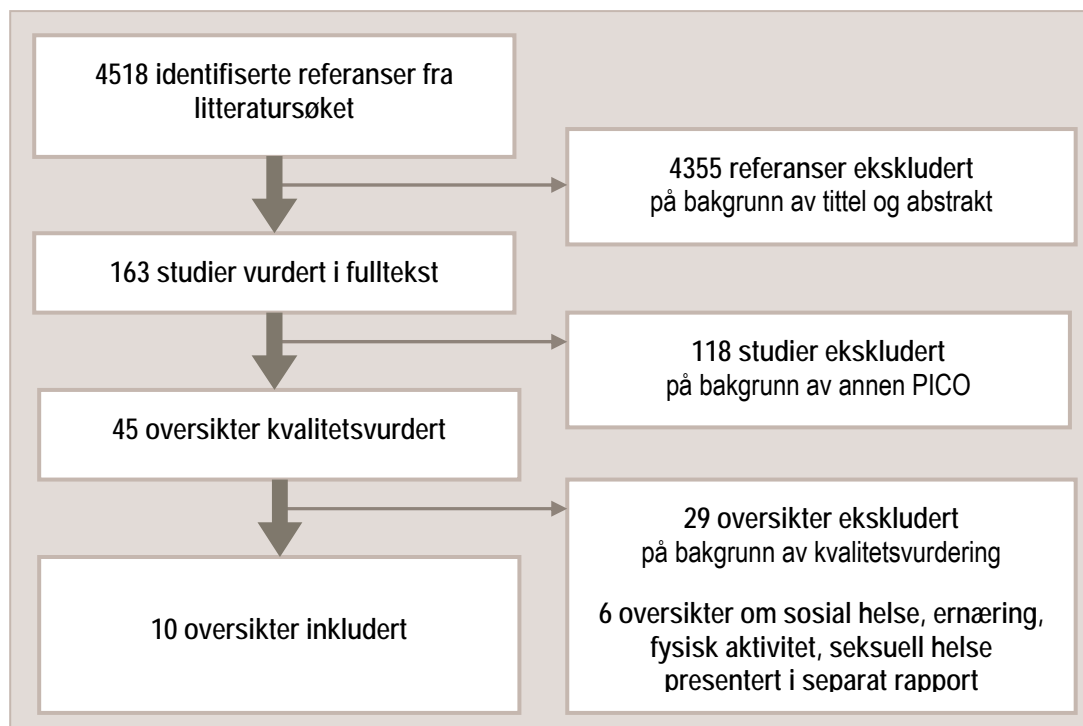 4518 identifiserte referanser fra
litteratursøket
4355 referanser ekskludert
på bakgrunn av tittel og abstrakt
163 studier vurdert i fulltekst
118 studier ekskludert
på bakgrunn av annen PICO
45 oversikter kvalitetsvurdert
29 oversikter ekskludert
på bakgrunn av kvalitetsvurdering
10 oversikter inkludert
6 oversikter om sosial helse, ernæring,
fysisk aktivitet, seksuell helse
presentert i separat rapport